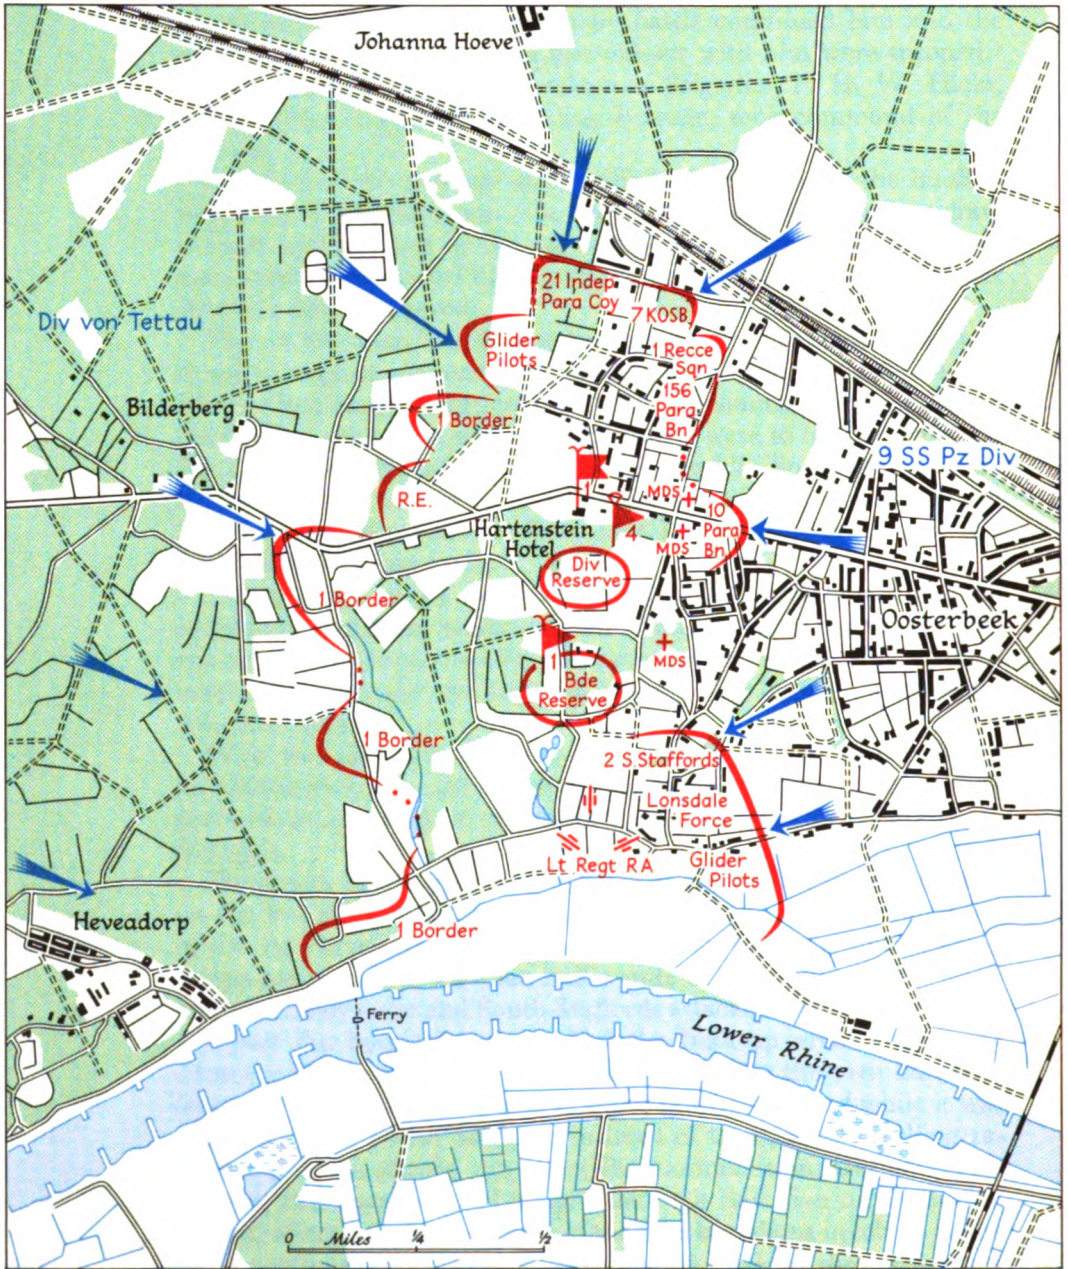 Johanna Hoeve
21 Indep
Para Coy
7 KOSB
Div von Tettau
Glider
Pilots
1 Recce
Sqn
156
Para
Bn
Bilderberg
1 Border
9 SS Pz Div
R.E.
1
MDS
10
Para
Bn
Hartenstein
Hotel
4
MDS
Div
Reserve
1 Border
Oosterbeek
1
MDS
Bde
Reserve
1 Border
2 S.Staffords
Lonsdale
Force
Lt Regt RA
Glider
Pilots
Heveadorp
1 Border
Ferry
Lower Rhine
0 Miles 1/4 1/2